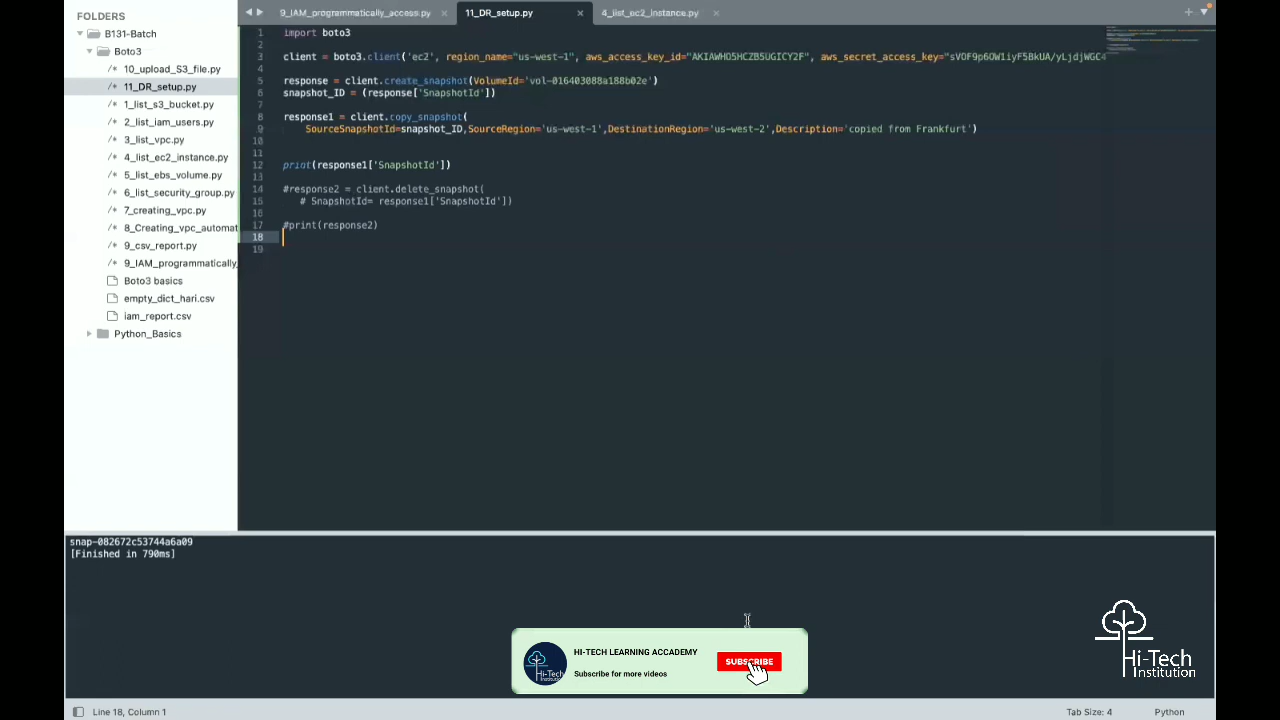 FOLDERS
B131-Batch
Boto3
10_upload_S3_file.py
11_DR_setup.py
1_list_s3_bucket.py
2_list_iam_users.py
3_list_vpc.py
4_list_ec2_instance.py
5_list_ebs_volume.py
6_list_security_group.py
7_creating_vpc.py
8_Creating_vpc_automat
9_csv_report.py
9_IAM_programmatically_
Boto3 basics
empty_dict_hari.csv
iam_report.csv
Python_Basics
9_IAM_programmatically_access.py
11_DR_setup.py
4_list_ec2_instance.py
1 import boto3
2
3 client = boto3.client( region_name="us-west-1", aws_access_key_id= aws_secret_access_key=
4
5 response = client.create_snapshot(VolumeId='vol-016403088a188b02e')
6 snapshot_ID = (response['SnapshotId'])
7
8 response1 = client.copy_snapshot(
9 SourceSnapshotId=snapshot_ID,SourceRegion='us-west-1',DestinationRegion='us-west-2',Description='copied from Frankfurt')
10
11
12 print(response1['SnapshotId'])
13
14 #response2 = client.delete_snapshot(
15 # SnapshotId= response1['SnapshotId'])
16
17 #print(response2)
18
19
snap-082672c53744a6a09
[Finished in 790ms]
HI-TECH LEARNING ACCADEMY
Subscribe for more videos
SUBSCRIBE
Hi-Tech
Institution
Line 18, Column 1
Tab Size: 4
Python